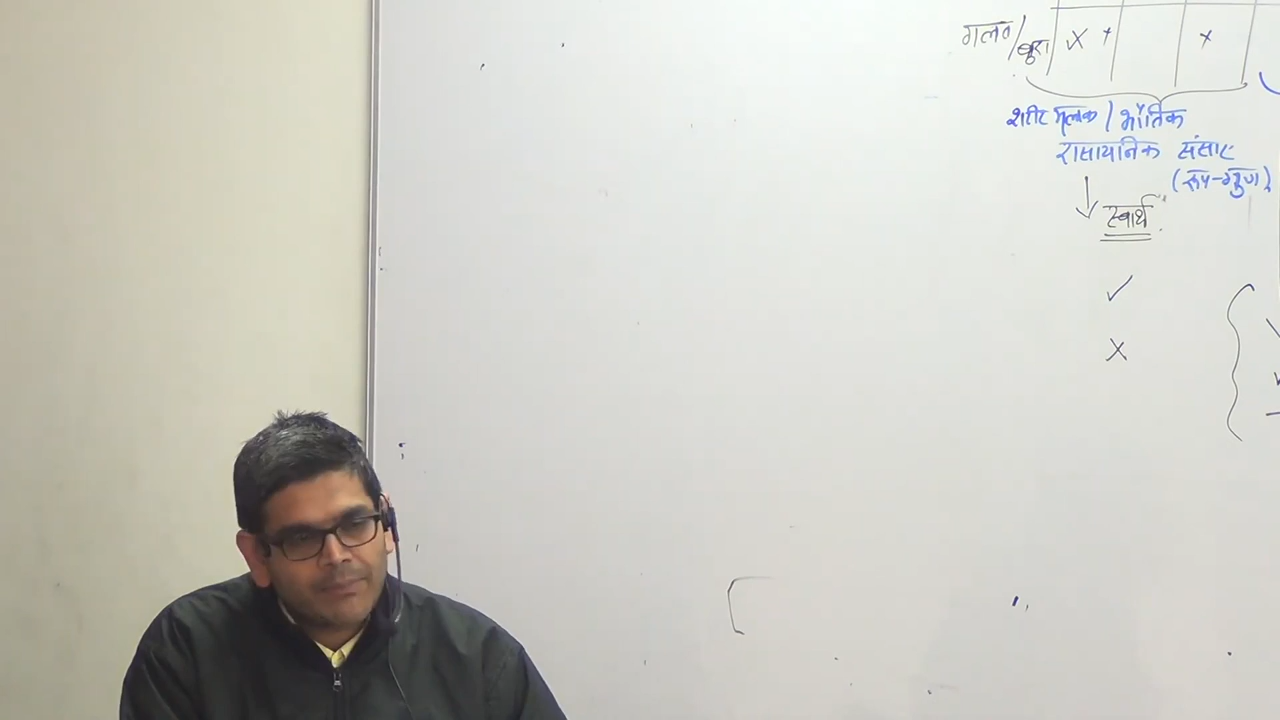 गलत/बुरा x + +
शरीर मूलक / भौतिक
रासायनिक संसार
(रूप-गुण)
↓ स्वार्थ
✓
x